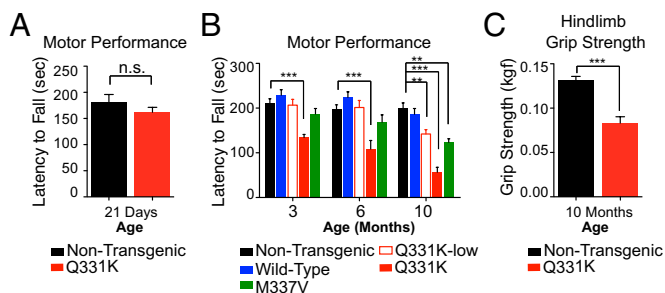 A
Motor Performance
Latency to Fall (sec)
250
200
150
100
50
0
n.s.
21 Days
Age
Non-Transgenic
Q331K
B
Motor Performance
Latency to Fall (sec)
300
200
100
0
***
***
**
***
**
3 6 10
Age (Months)
Non-Transgenic Q331K-low
Wild-Type Q331K
M337V
C
Hindlimb
Grip Strength
Grip Strength (kgf)
0.15
0.10
0.05
0.00
***
10 Months
Age
Non-Transgenic
Q331K